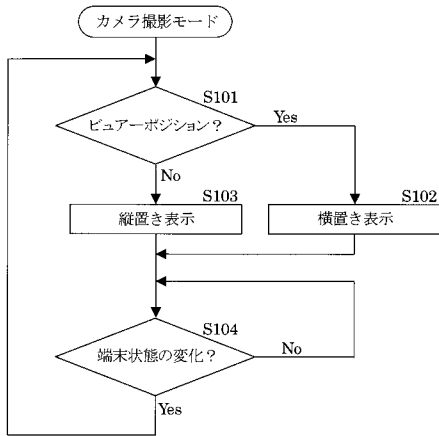 カメラ撮影モード
S101
ビュアーポジション？
Yes
No
S103
S102
縦置き表示
横置き表示
S104
端末状態の変化？
No
Yes